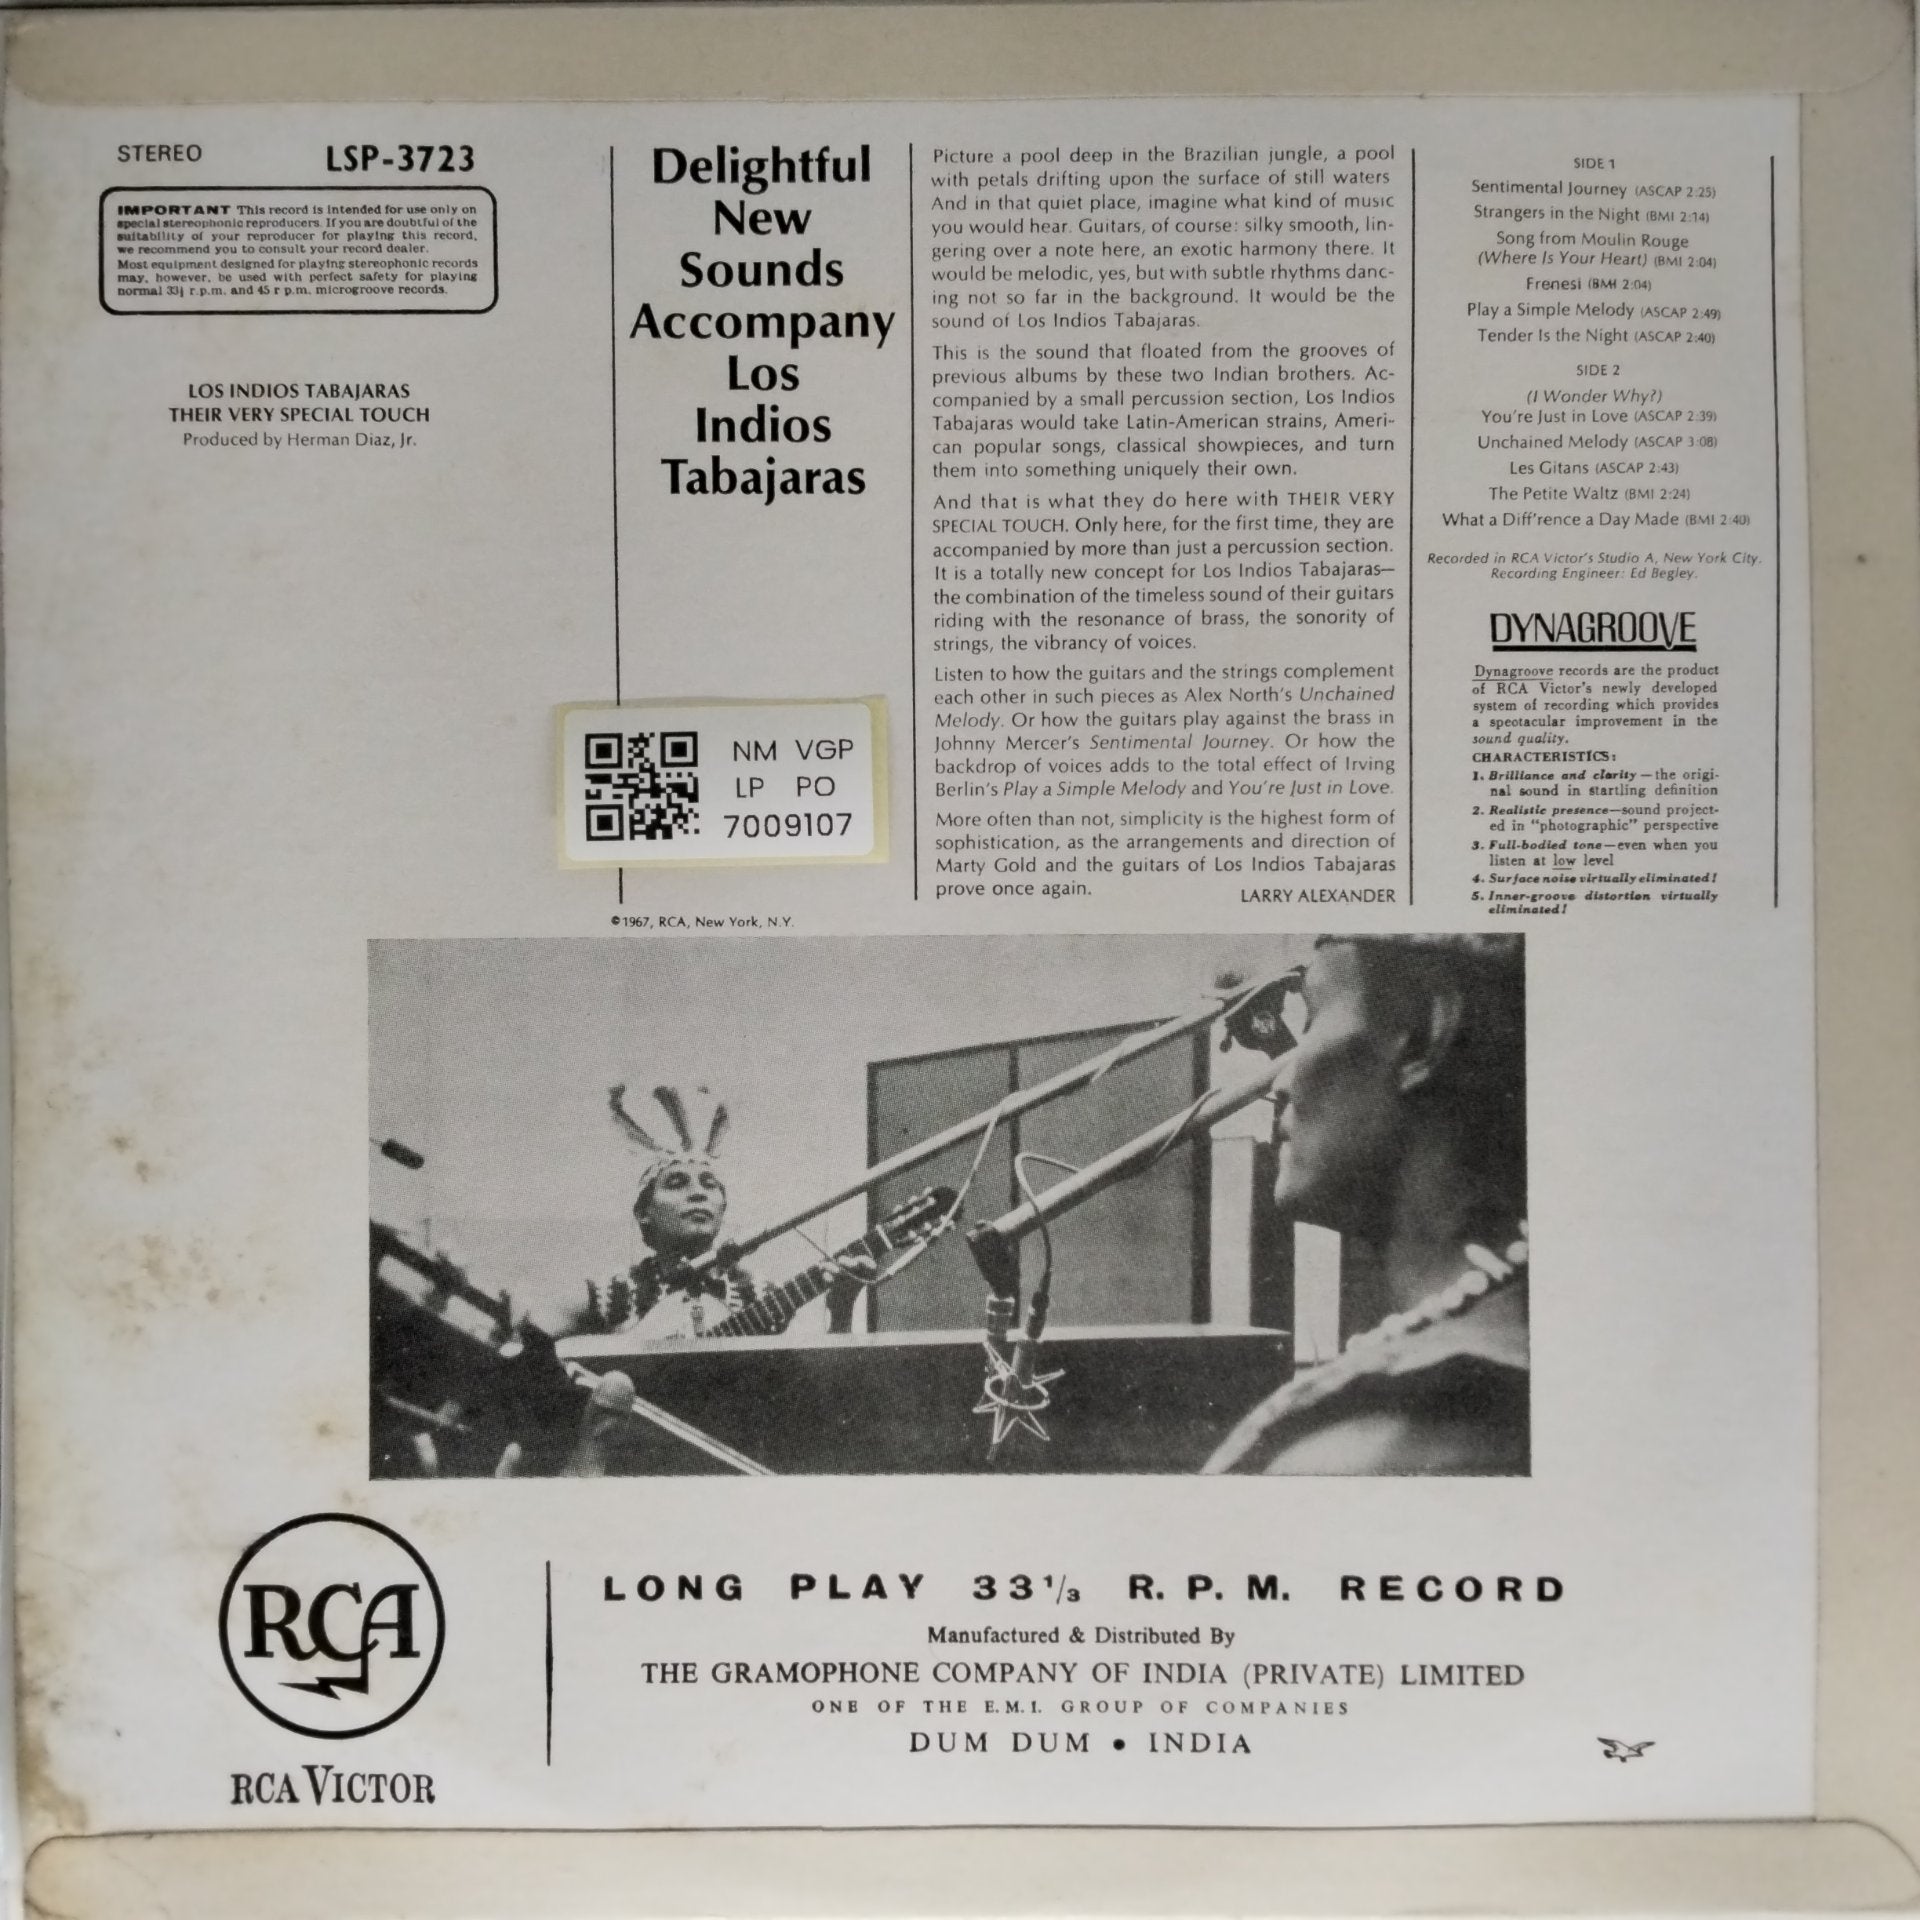 STEREO LSP-3723
IMPORTANT This record is intended for use only on
special stereophonic reproducers. If you are doubtful of the
suitability of your reproducer for playing this record,
we recommend you to consult your record dealer.
Most equipment designed for playing stereophonic records
may, however, be used with perfect safety for playing
normal 33⅓ r.p.m. and 45 r p.m. microgroove records.
LOS INDIOS TABAJARAS
THEIR VERY SPECIAL TOUCH
Produced by Herman Diaz, Jr.
Delightful
New
Sounds
Accompany
Los
Indios
Tabajaras
NM VGP
LP PO
7009107
©1967, RCA, New York, N.Y.
Picture a pool deep in the Brazilian jungle, a pool
with petals drifting upon the surface of still waters
And in that quiet place, imagine what kind of music
you would hear. Guitars, of course: silky smooth, lin-
gering over a note here, an exotic harmony there. It
would be melodic, yes, but with subtle rhythms danc-
ing not so far in the background. It would be the
sound of Los Indios Tabajaras.
This is the sound that floated from the grooves of
previous albums by these two Indian brothers. Ac-
companied by a small percussion section, Los Indios
Tabajaras would take Latin-American strains, Ameri-
can popular songs, classical showpieces, and turn
them into something uniquely their own.
And that is what they do here with THEIR VERY
SPECIAL TOUCH. Only here, for the first time, they are
accompanied by more than just a percussion section.
It is a totally new concept for Los Indios Tabajaras—
the combination of the timeless sound of their guitars
riding with the resonance of brass, the sonority of
strings, the vibrancy of voices.
Listen to how the guitars and the strings complement
each other in such pieces as Alex North's Unchained
Melody. Or how the guitars play against the brass in
Johnny Mercer's Sentimental Journey. Or how the
backdrop of voices adds to the total effect of Irving
Berlin's Play a Simple Melody and You're Just in Love.
More often than not, simplicity is the highest form of
sophistication, as the arrangements and direction of
Marty Gold and the guitars of Los Indios Tabajaras
prove once again.
LARRY ALEXANDER
SIDE 1
Sentimental Journey (ASCAP 2:25)
Strangers in the Night (BMI 2:14)
Song from Moulin Rouge
(Where Is Your Heart) (BMI 2:04)
Frenesi (BMI 2:04)
Play a Simple Melody (ASCAP 2:49)
Tender Is the Night (ASCAP 2:40)
SIDE 2
(I Wonder Why?)
You're Just in Love (ASCAP 2:39)
Unchained Melody (ASCAP 3:08)
Les Gitans (ASCAP 2:43)
The Petite Waltz (BMI 2:24)
What a Diff'rence a Day Made (BMI 2:40)
Recorded in RCA Victor's Studio A, New York City.
Recording Engineer: Ed Begley.
DYNAGROOVE
Dynagroove records are the product
of RCA Victor's newly developed
system of recording which provides
a spectacular improvement in the
sound quality.
CHARACTERISTICS:
1. Brilliance and clarity—the origi-
nal sound in startling definition
2. Realistic presence—sound project-
ed in "photographic" perspective
3. Full-bodied tone—even when you
listen at low level
4. Surface noise virtually eliminated!
5. Inner-groove distortion virtually
eliminated!
RCA
RCA VICTOR
LONG PLAY 33⅓ R. P. M. RECORD
Manufactured & Distributed By
THE GRAMOPHONE COMPANY OF INDIA (PRIVATE) LIMITED
ONE OF THE E.M.I. GROUP OF COMPANIES
DUM DUM • INDIA